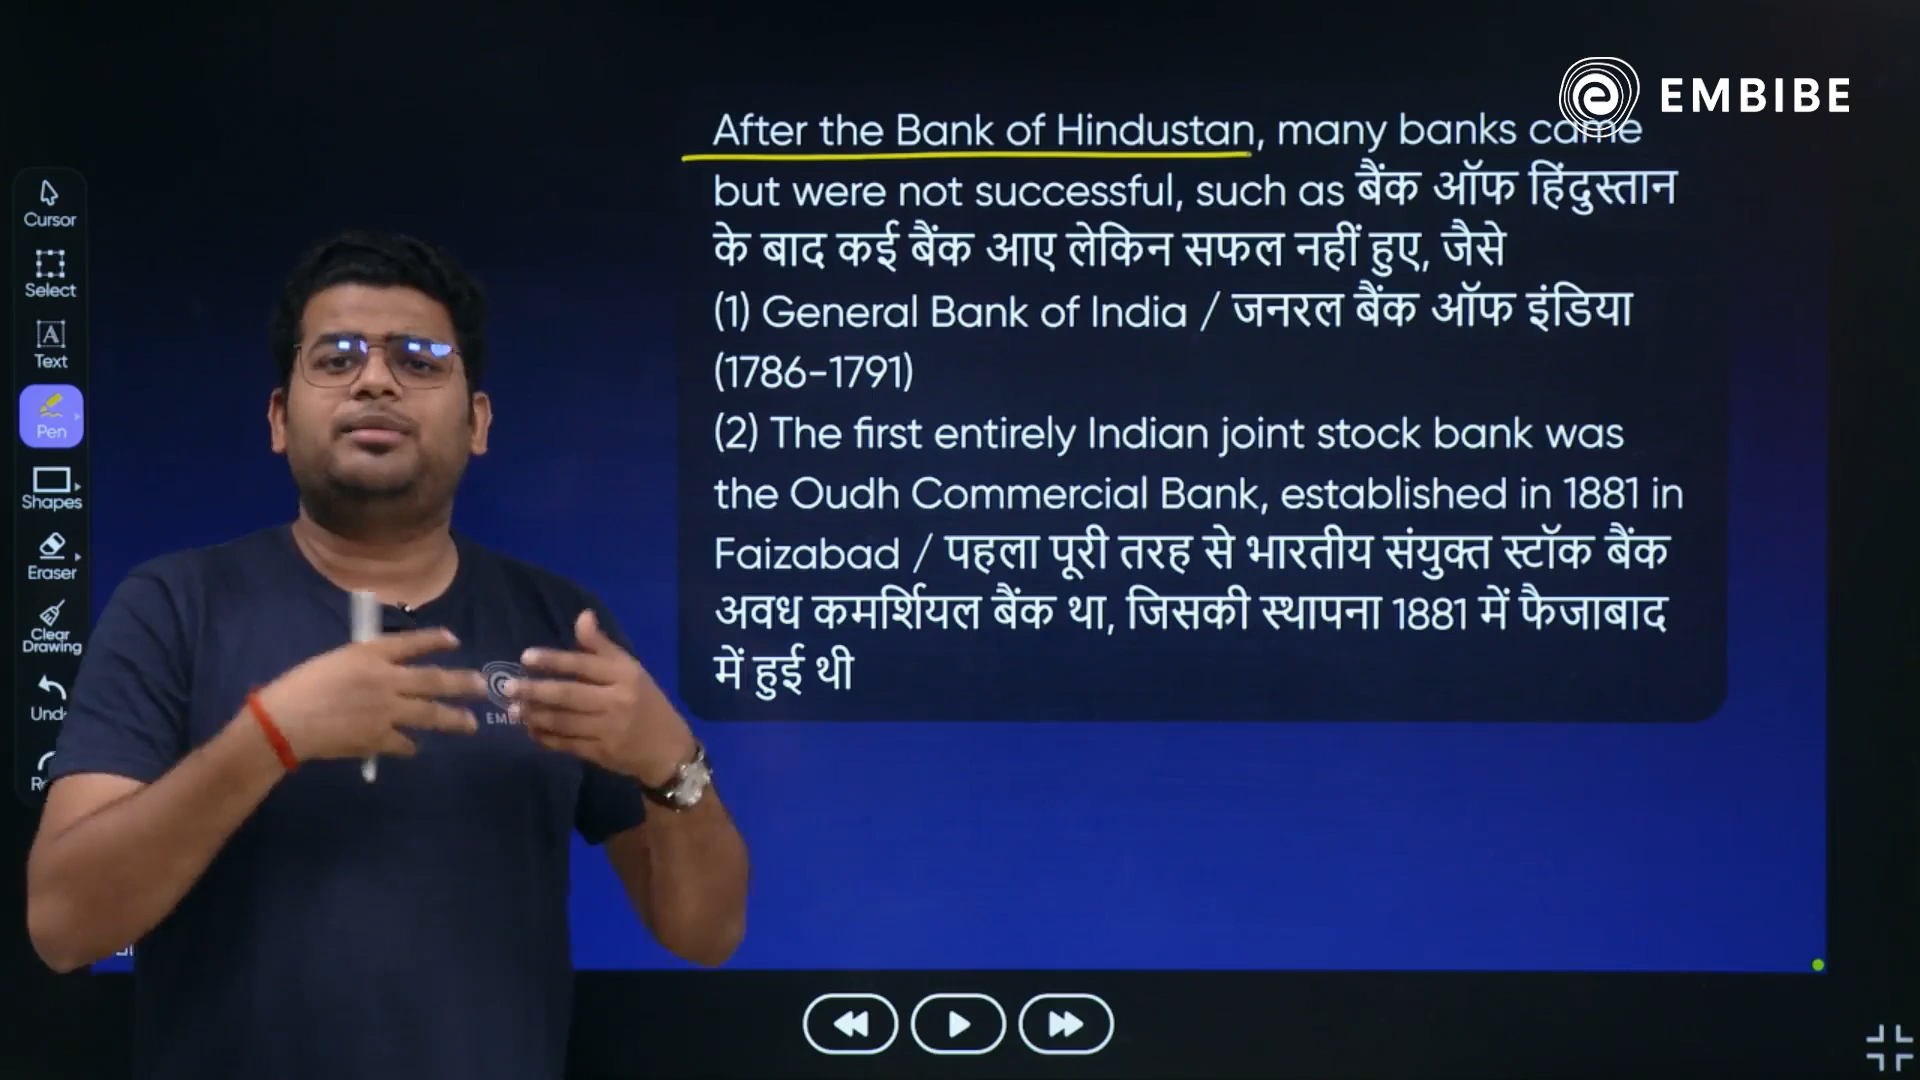 EMBIBE
After the Bank of Hindustan, many banks came
but were not successful, such as बैंक ऑफ हिंदुस्तान
के बाद कई बैंक आए लेकिन सफल नहीं हुए, जैसे
(1) General Bank of India / जनरल बैंक ऑफ इंडिया
(1786-1791)
(2) The first entirely Indian joint stock bank was
the Oudh Commercial Bank, established in 1881 in
Faizabad / पहला पूरी तरह से भारतीय संयुक्त स्टॉक बैंक
अवध कमर्शियल बैंक था, जिसकी स्थापना 1881 में फैजाबाद
में हुई थी
Cursor
Select
A
Text
Pen
Shapes
Eraser
Clear
Drawing